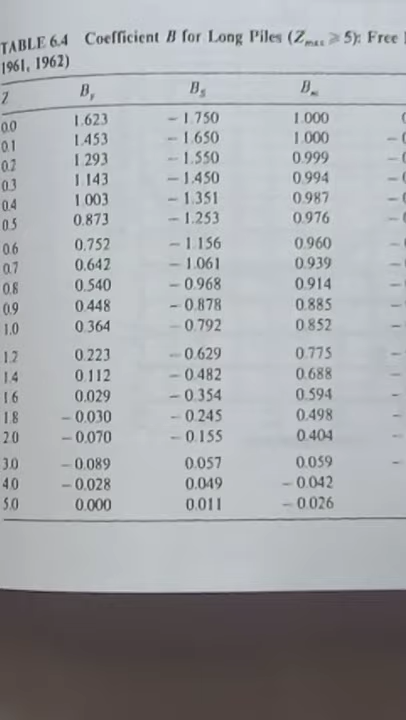 TABLE 6.4 Coefficient B for Long Piles (Zmax ⩾ 5): Free
1961, 1962)
Z By Bs Bm
0.0 1.623 − 1.750 1.000
0.1 1.453 − 1.650 1.000
0.2 1.293 − 1.550 0.999
0.3 1.143 − 1.450 0.994
0.4 1.003 − 1.351 0.987
0.5 0.873 − 1.253 0.976
0.6 0.752 − 1.156 0.960
0.7 0.642 − 1.061 0.939
0.8 0.540 − 0.968 0.914
0.9 0.448 − 0.878 0.885
1.0 0.364 − 0.792 0.852
1.2 0.223 − 0.629 0.775
1.4 0.112 − 0.482 0.688
1.6 0.029 − 0.354 0.594
1.8 − 0.030 − 0.245 0.498
2.0 − 0.070 − 0.155 0.404
3.0 − 0.089 0.057 0.059
4.0 − 0.028 0.049 − 0.042
5.0 0.000 0.011 − 0.026